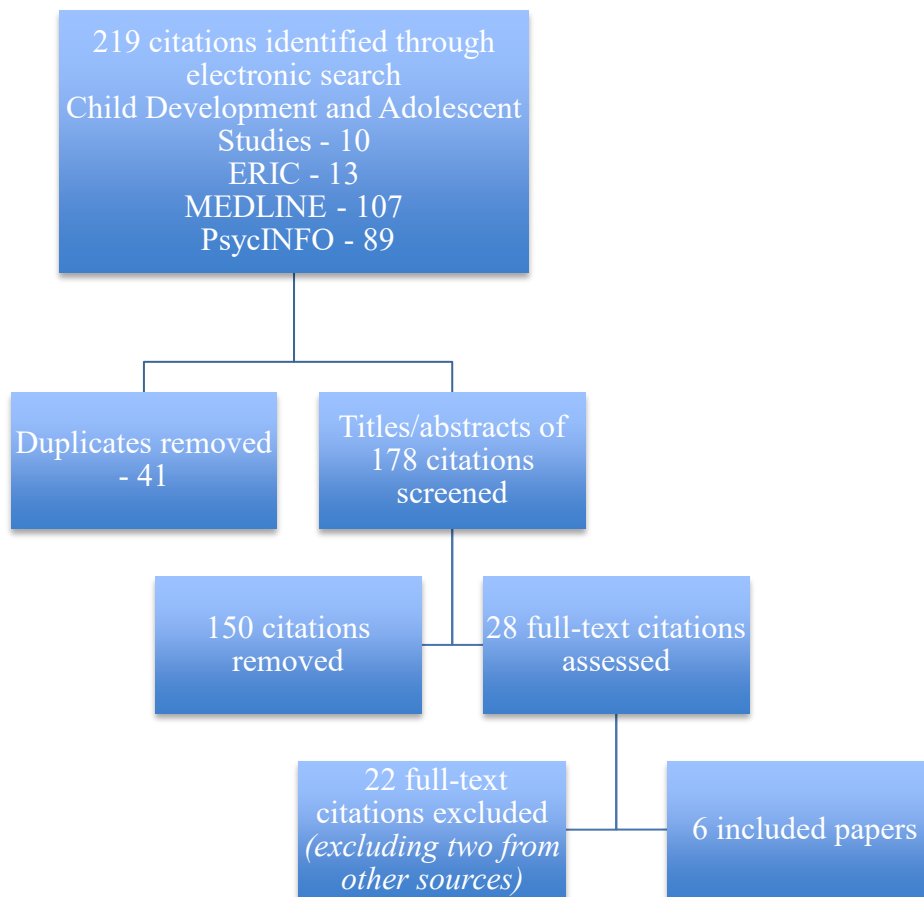 219 citations identified through
electronic search
Child Development and Adolescent
Studies - 10
ERIC - 13
MEDLINE - 107
PsycINFO - 89
Duplicates removed
- 41
Titles/abstracts of
178 citations
screened
150 citations
removed
28 full-text citations
assessed
22 full-text
citations excluded
(excluding two from
other sources)
6 included papers